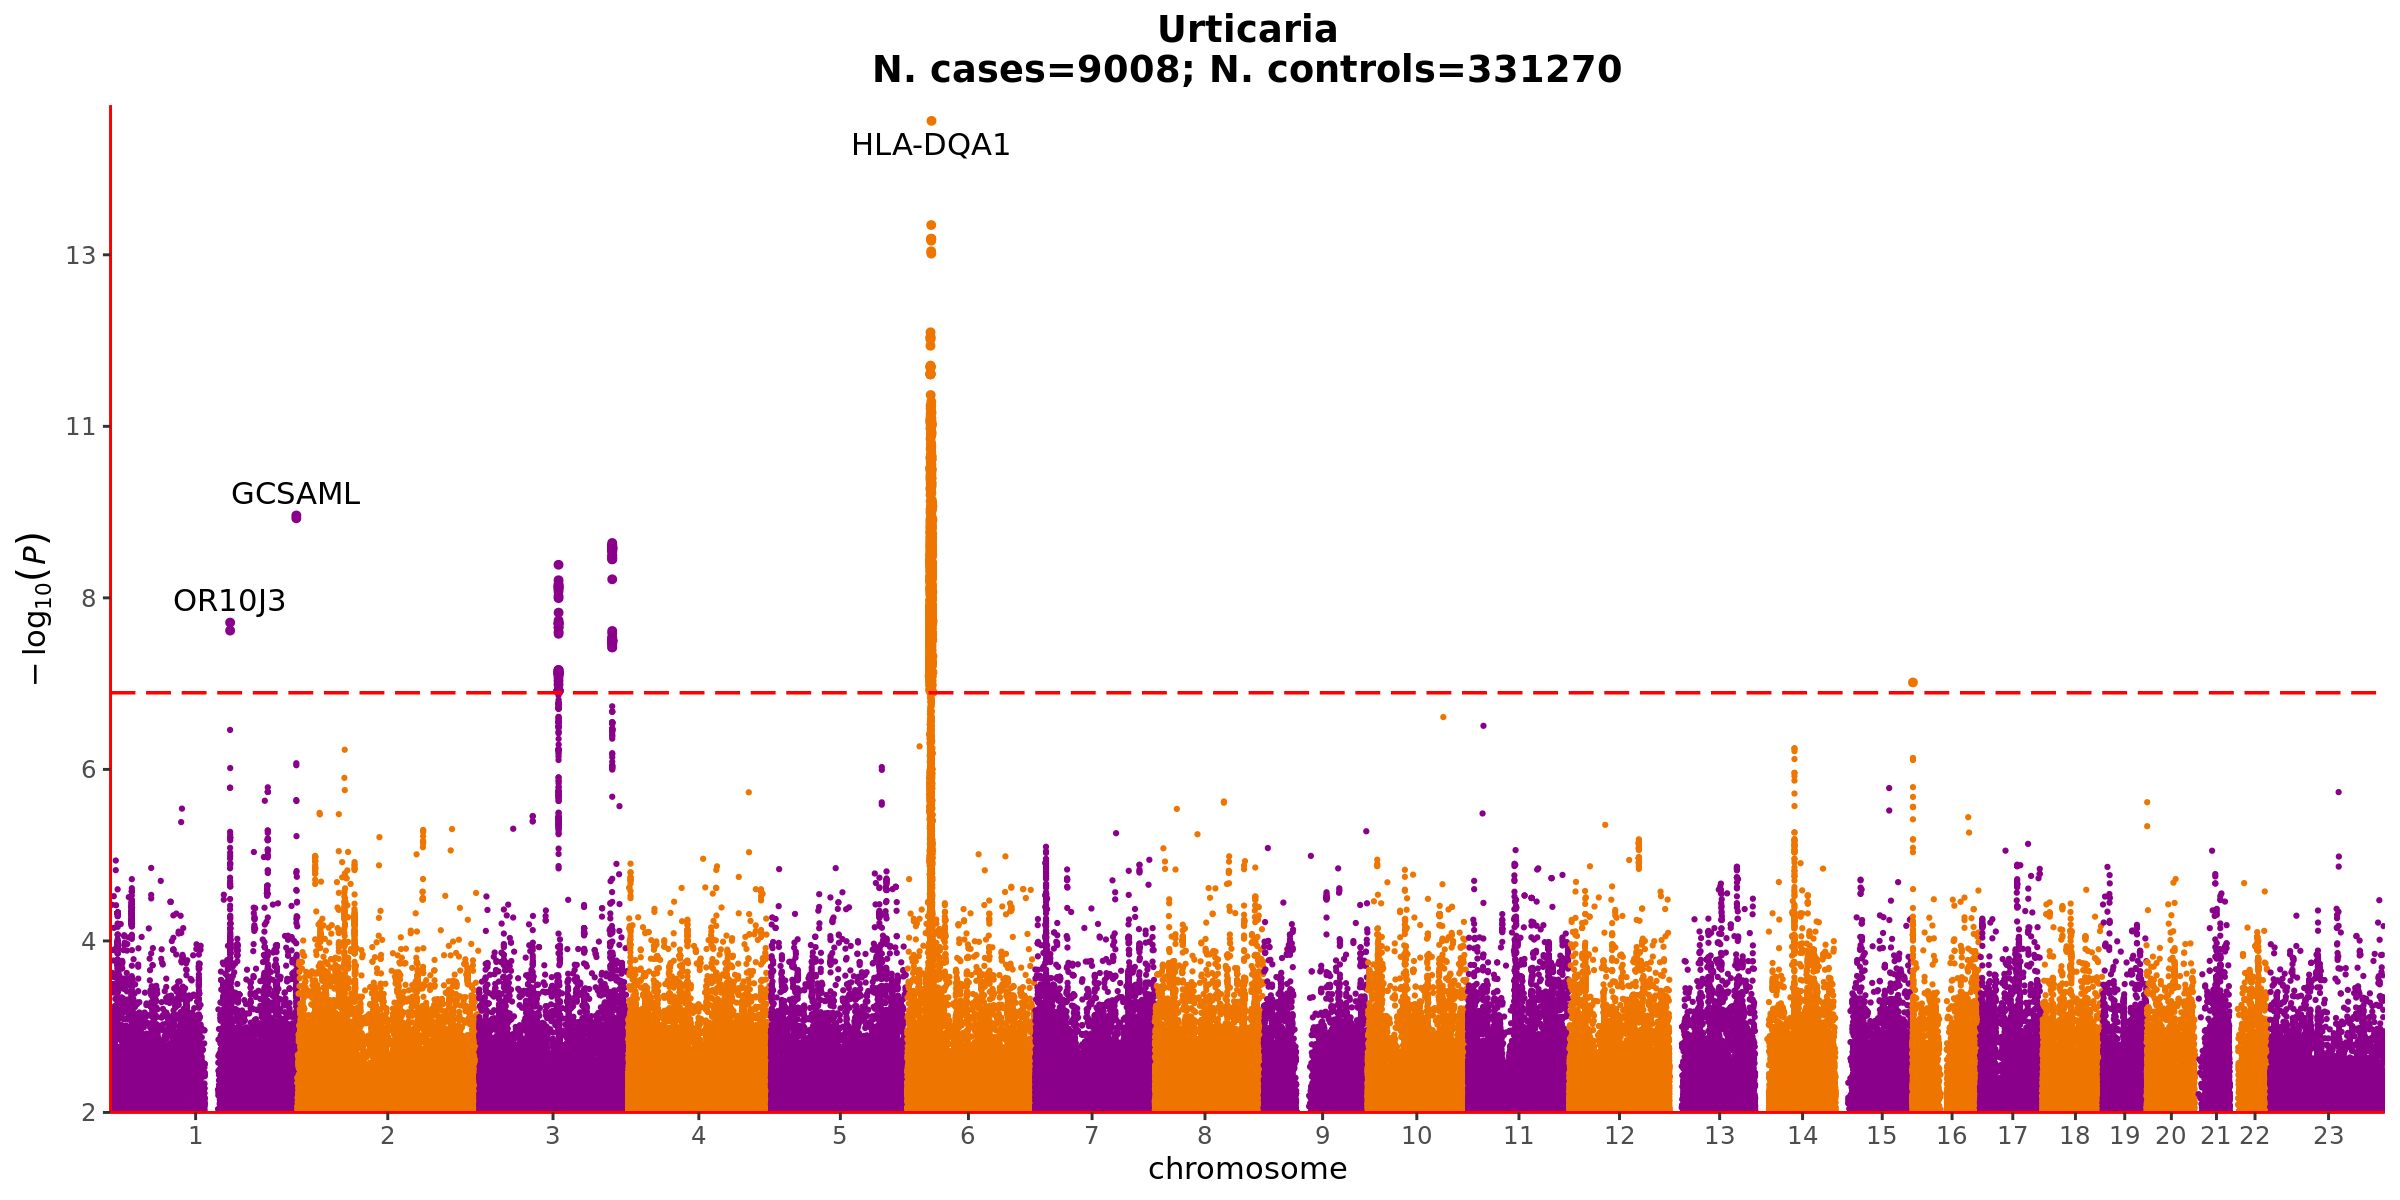 Urticaria
N. cases=9008; N. controls=331270
HLA-DQA1
13
11
GCSAML
OR10J3
8
6
4
2
−log10(P)
1 2 3 4 5 6 7 8 9 10 11 12 13 14 15 16 17 18 19 20 21 22 23
chromosome